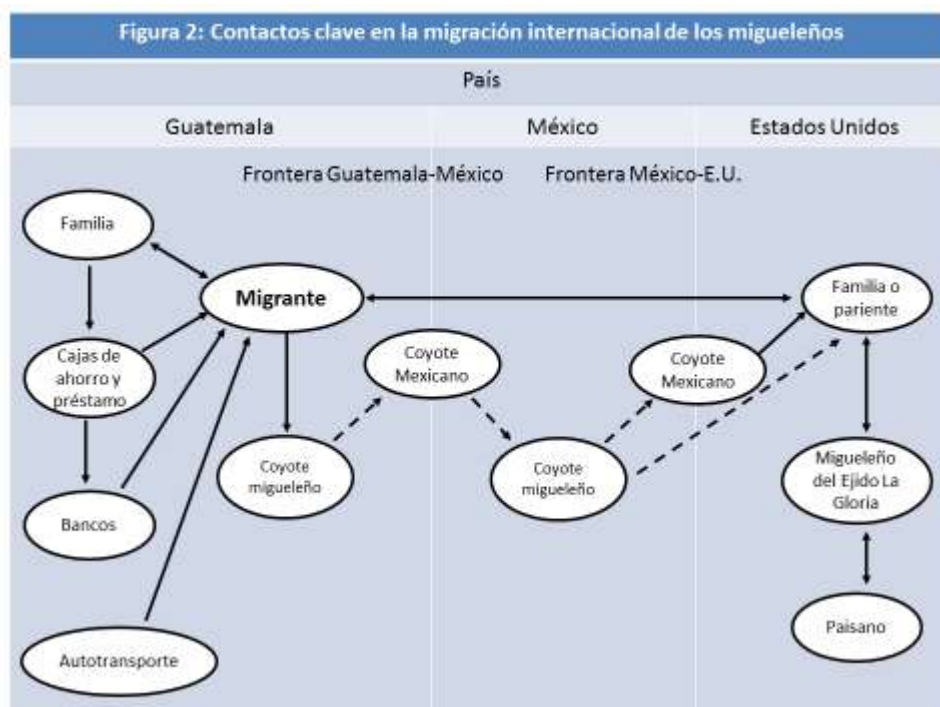 Figura 2: Contactos clave en la migración internacional de los migueleños
País
Guatemala
México
Estados Unidos
Frontera Guatemala-México
Frontera México-E.U.
Familia
Migrante
Familia o
pariente
Cajas de
ahorro y
préstamo
Coyote
Mexicano
Coyote
Mexicano
Coyote
migueleño
Coyote
migueleño
Migueleño
del Ejido La
Gloria
Bancos
Paisano
Autotransporte